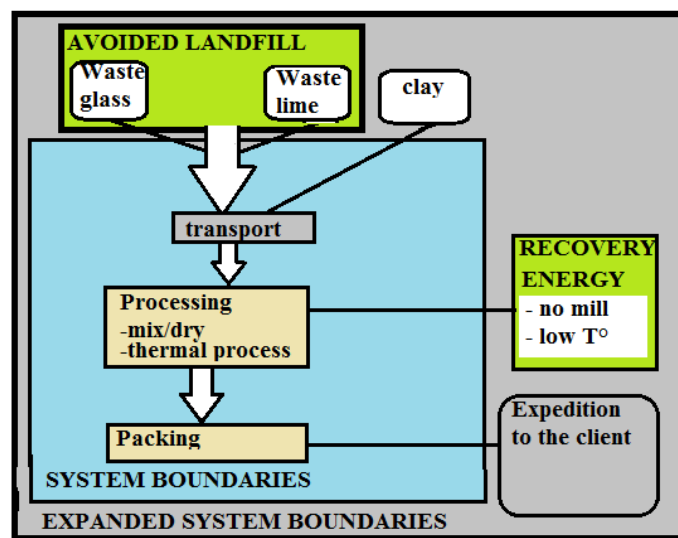 AVOIDED LANDFILL
Waste
glass
Waste
lime
clay
transport
Processing
-mix/dry
-thermal process
RECOVERY
ENERGY
- no mill
- low T°
Packing
Expedition
to the client
SYSTEM BOUNDARIES
EXPANDED SYSTEM BOUNDARIES